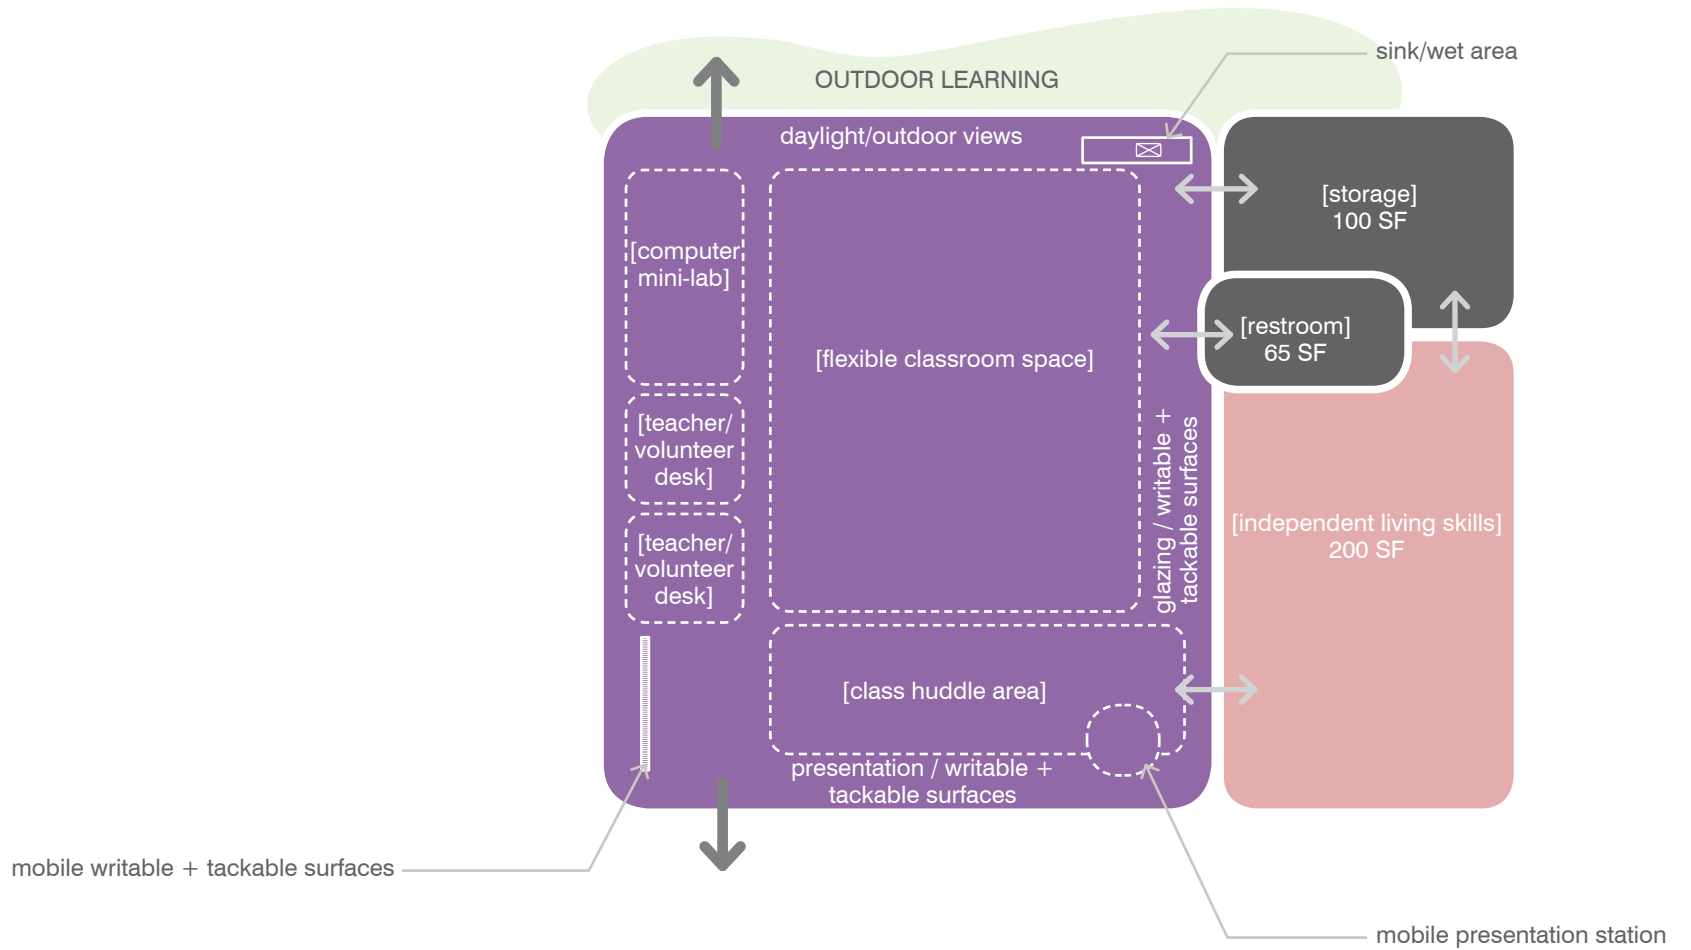 sink/wet area
OUTDOOR LEARNING
daylight/outdoor views
[storage]
100 SF
[computer
mini-lab]
[restroom]
65 SF
[flexible classroom space]
[teacher/
volunteer
desk]
glazing / writable +
tackable surfaces
[independent living skills]
200 SF
[teacher/
volunteer
desk]
[class huddle area]
presentation / writable +
tackable surfaces
mobile writable + tackable surfaces
mobile presentation station